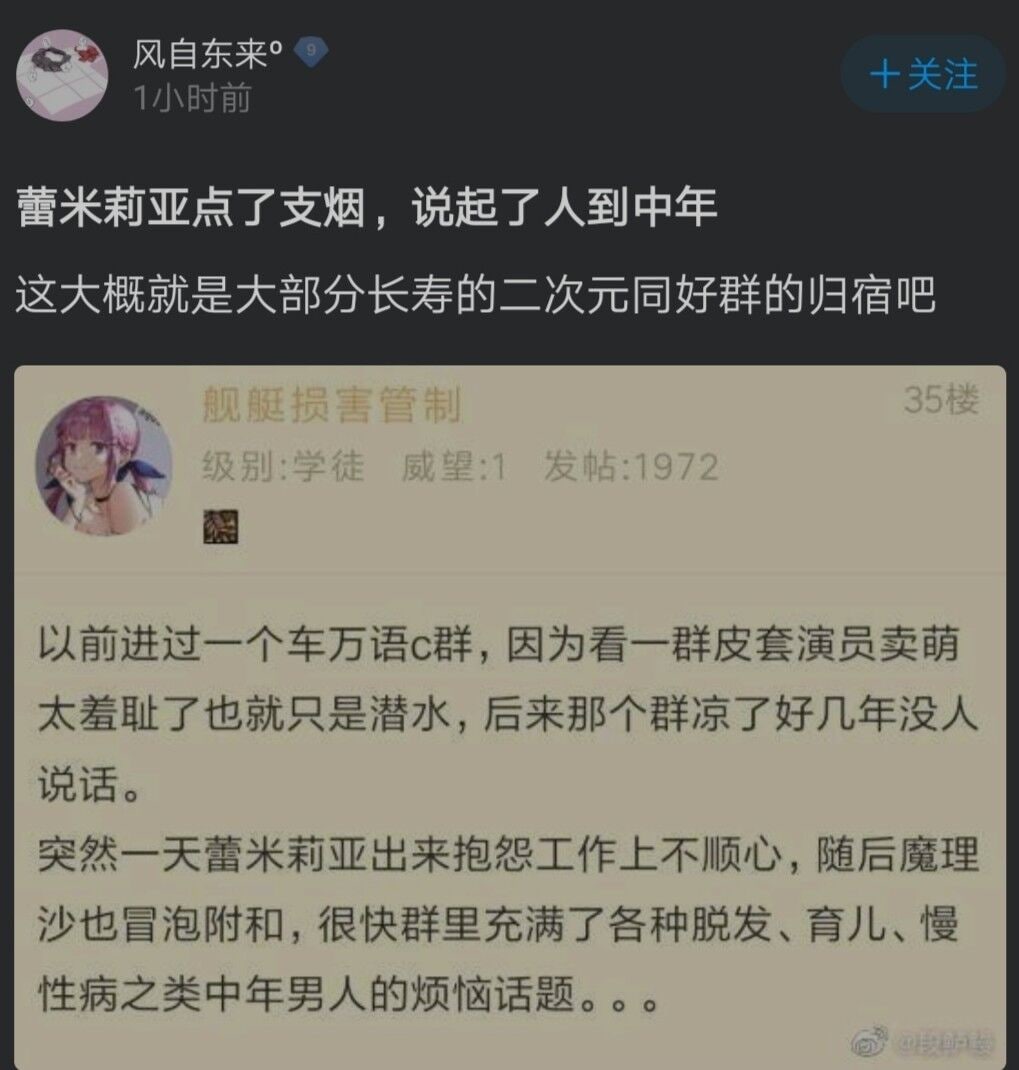 风自东来º 9
1小时前
＋关注
蕾米莉亚点了支烟，说起了人到中年
这大概就是大部分长寿的二次元同好群的归宿吧
舰艇损害管制
35楼
级别:学徒 威望:1 发帖:1972
以前进过一个车万语c群，因为看一群皮套演员卖萌
太羞耻了也就只是潜水，后来那个群凉了好几年没人
说话。
突然一天蕾米莉亚出来抱怨工作上不顺心，随后魔理
沙也冒泡附和，很快群里充满了各种脱发、育儿、慢
性病之类中年男人的烦恼话题。。。